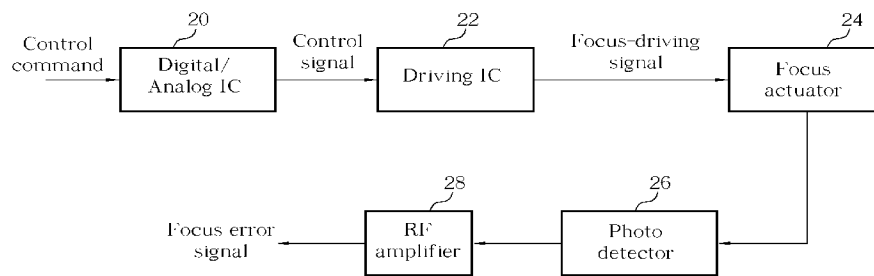 20
22
24
Control
command
Digital/
Analog IC
Control
signal
Driving IC
Focus-driving
signal
Focus
actuator
28
26
Focus error
signal
RF
amplifier
Photo
detector